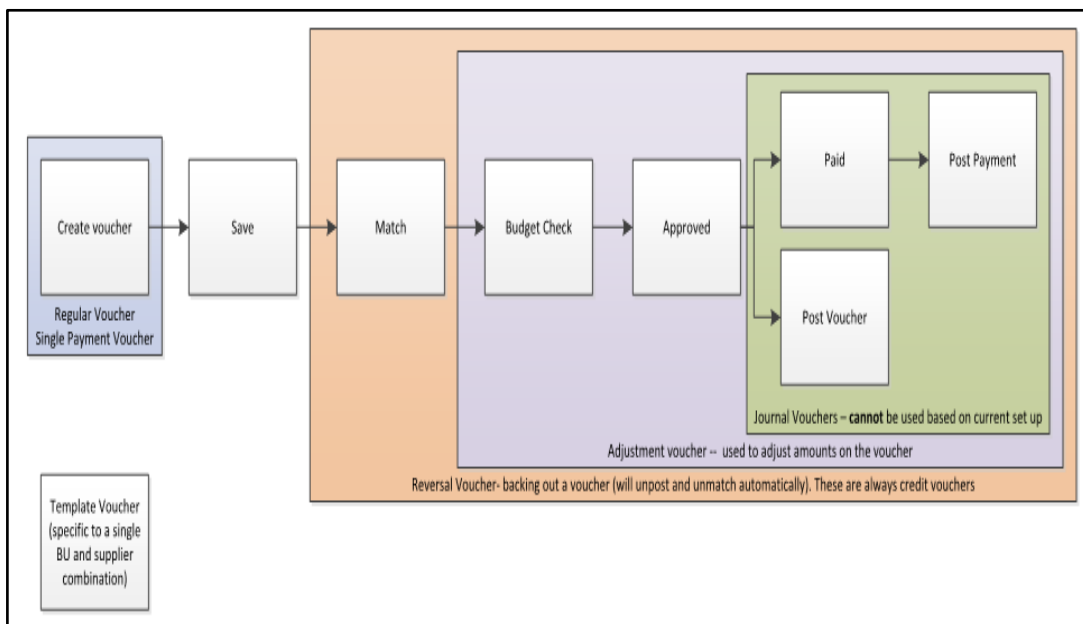 Create voucher
Regular Voucher
Single Payment Voucher
Save
Match
Budget Check
Approved
Paid
Post Payment
Post Voucher
Journal Vouchers – cannot be used based on current set up
Adjustment voucher -- used to adjust amounts on the voucher
Reversal Voucher- backing out a voucher (will unpost and unmatch automatically). These are always credit vouchers
Template Voucher
(specific to a single
BU and supplier
combination)